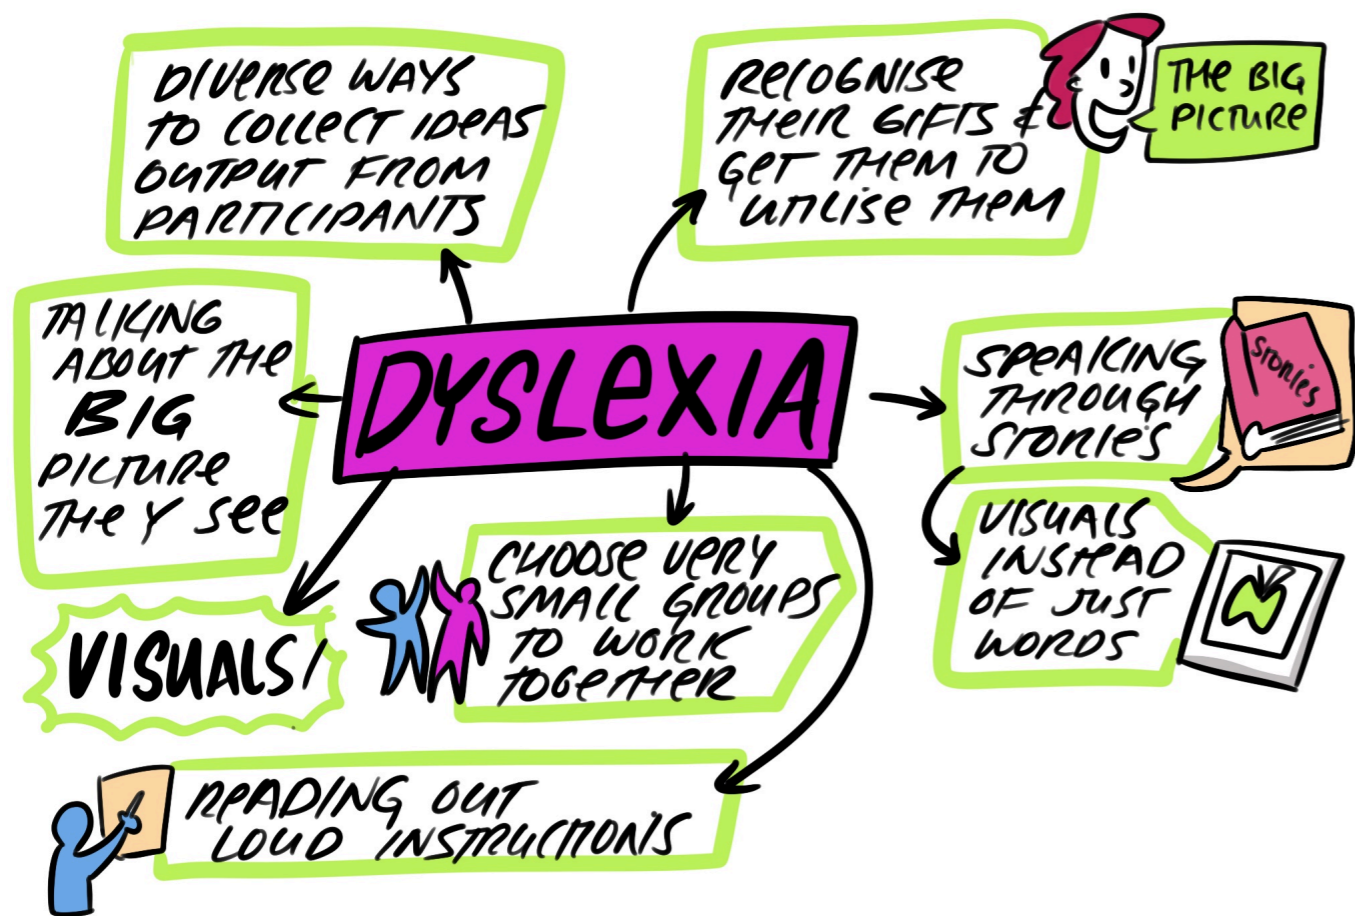 DIVERSE WAYS
TO COLLECT IDEAS
OUTPUT FROM
PARTICIPANTS
RECOGNISE
THEIR GIFTS &
GET THEM TO
UTILISE THEM
THE BIG
PICTURE
TALKING
ABOUT THE
BIG
PICTURE
THEY SEE
DYSLEXIA
SPEAKING
THROUGH
STORIES
STORIES
VISUALS
INSTEAD
OF JUST
WORDS
VISUALS!
CHOOSE VERY
SMALL GROUPS
TO WORK
TOGETHER
READING OUT
LOUD INSTRUCTIONS